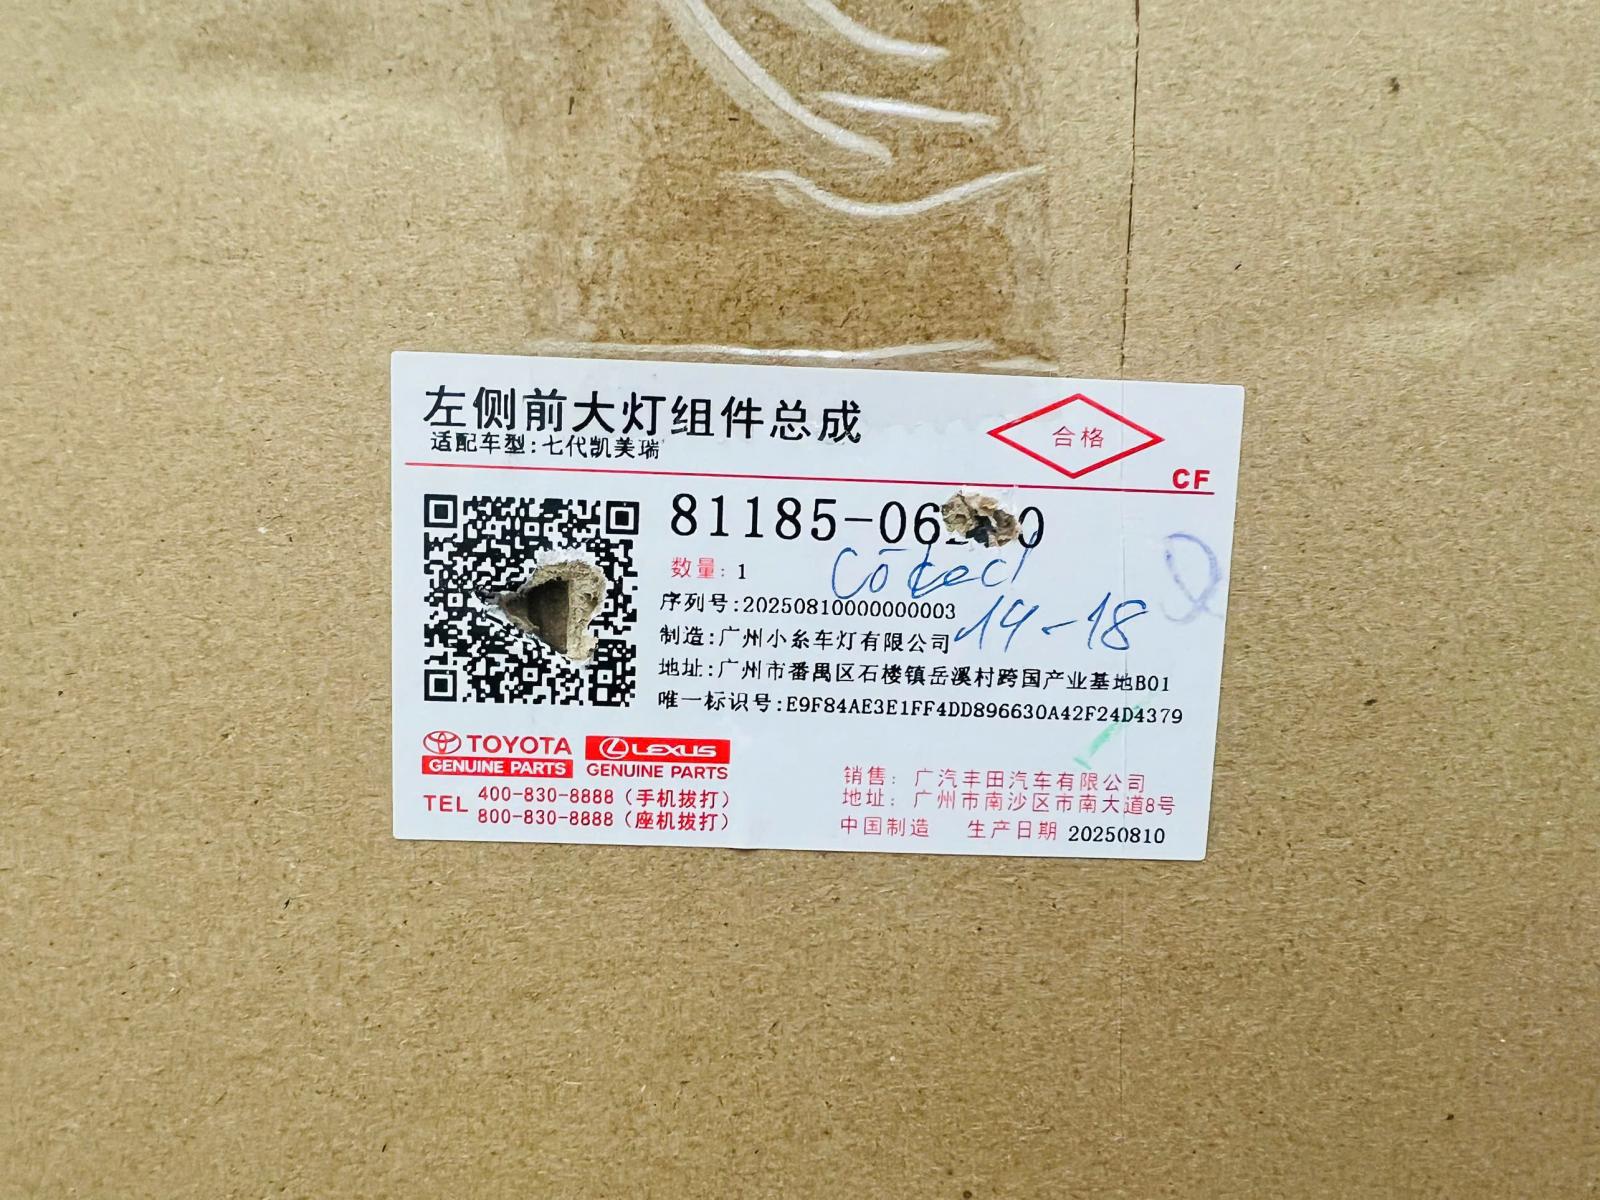 左侧前大灯组件总成
适配车型:七代凯美瑞
合格
CF
81185-06
数量: 1
序列号:20250810000000003
14-18
制造:广州小糸车灯有限公司
地址:广州市番禺区石楼镇岳溪村跨国产业基地B01
唯一标识号:E9F84AE3E1FF4DD896630A42F24D4379
TOYOTA
GENUINE PARTS
LEXUS
GENUINE PARTS
TEL 400-830-8888（手机拨打）
800-830-8888（座机拨打）
销售: 广汽丰田汽车有限公司
地址: 广州市南沙区市南大道8号
中国制造 生产日期 20250810